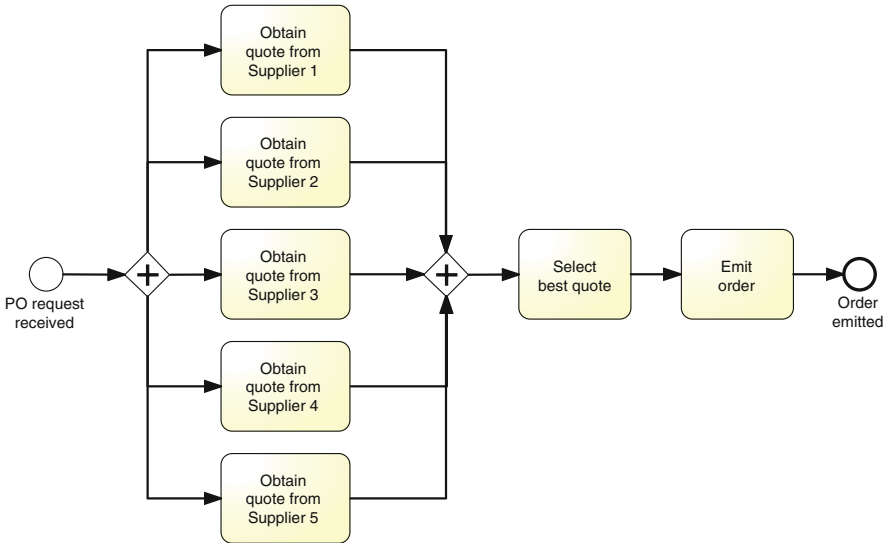 Obtain
quote from
Supplier 1
Obtain
quote from
Supplier 2
PO request
received
Obtain
quote from
Supplier 3
Select
best quote
Emit
order
Order
emitted
Obtain
quote from
Supplier 4
Obtain
quote from
Supplier 5